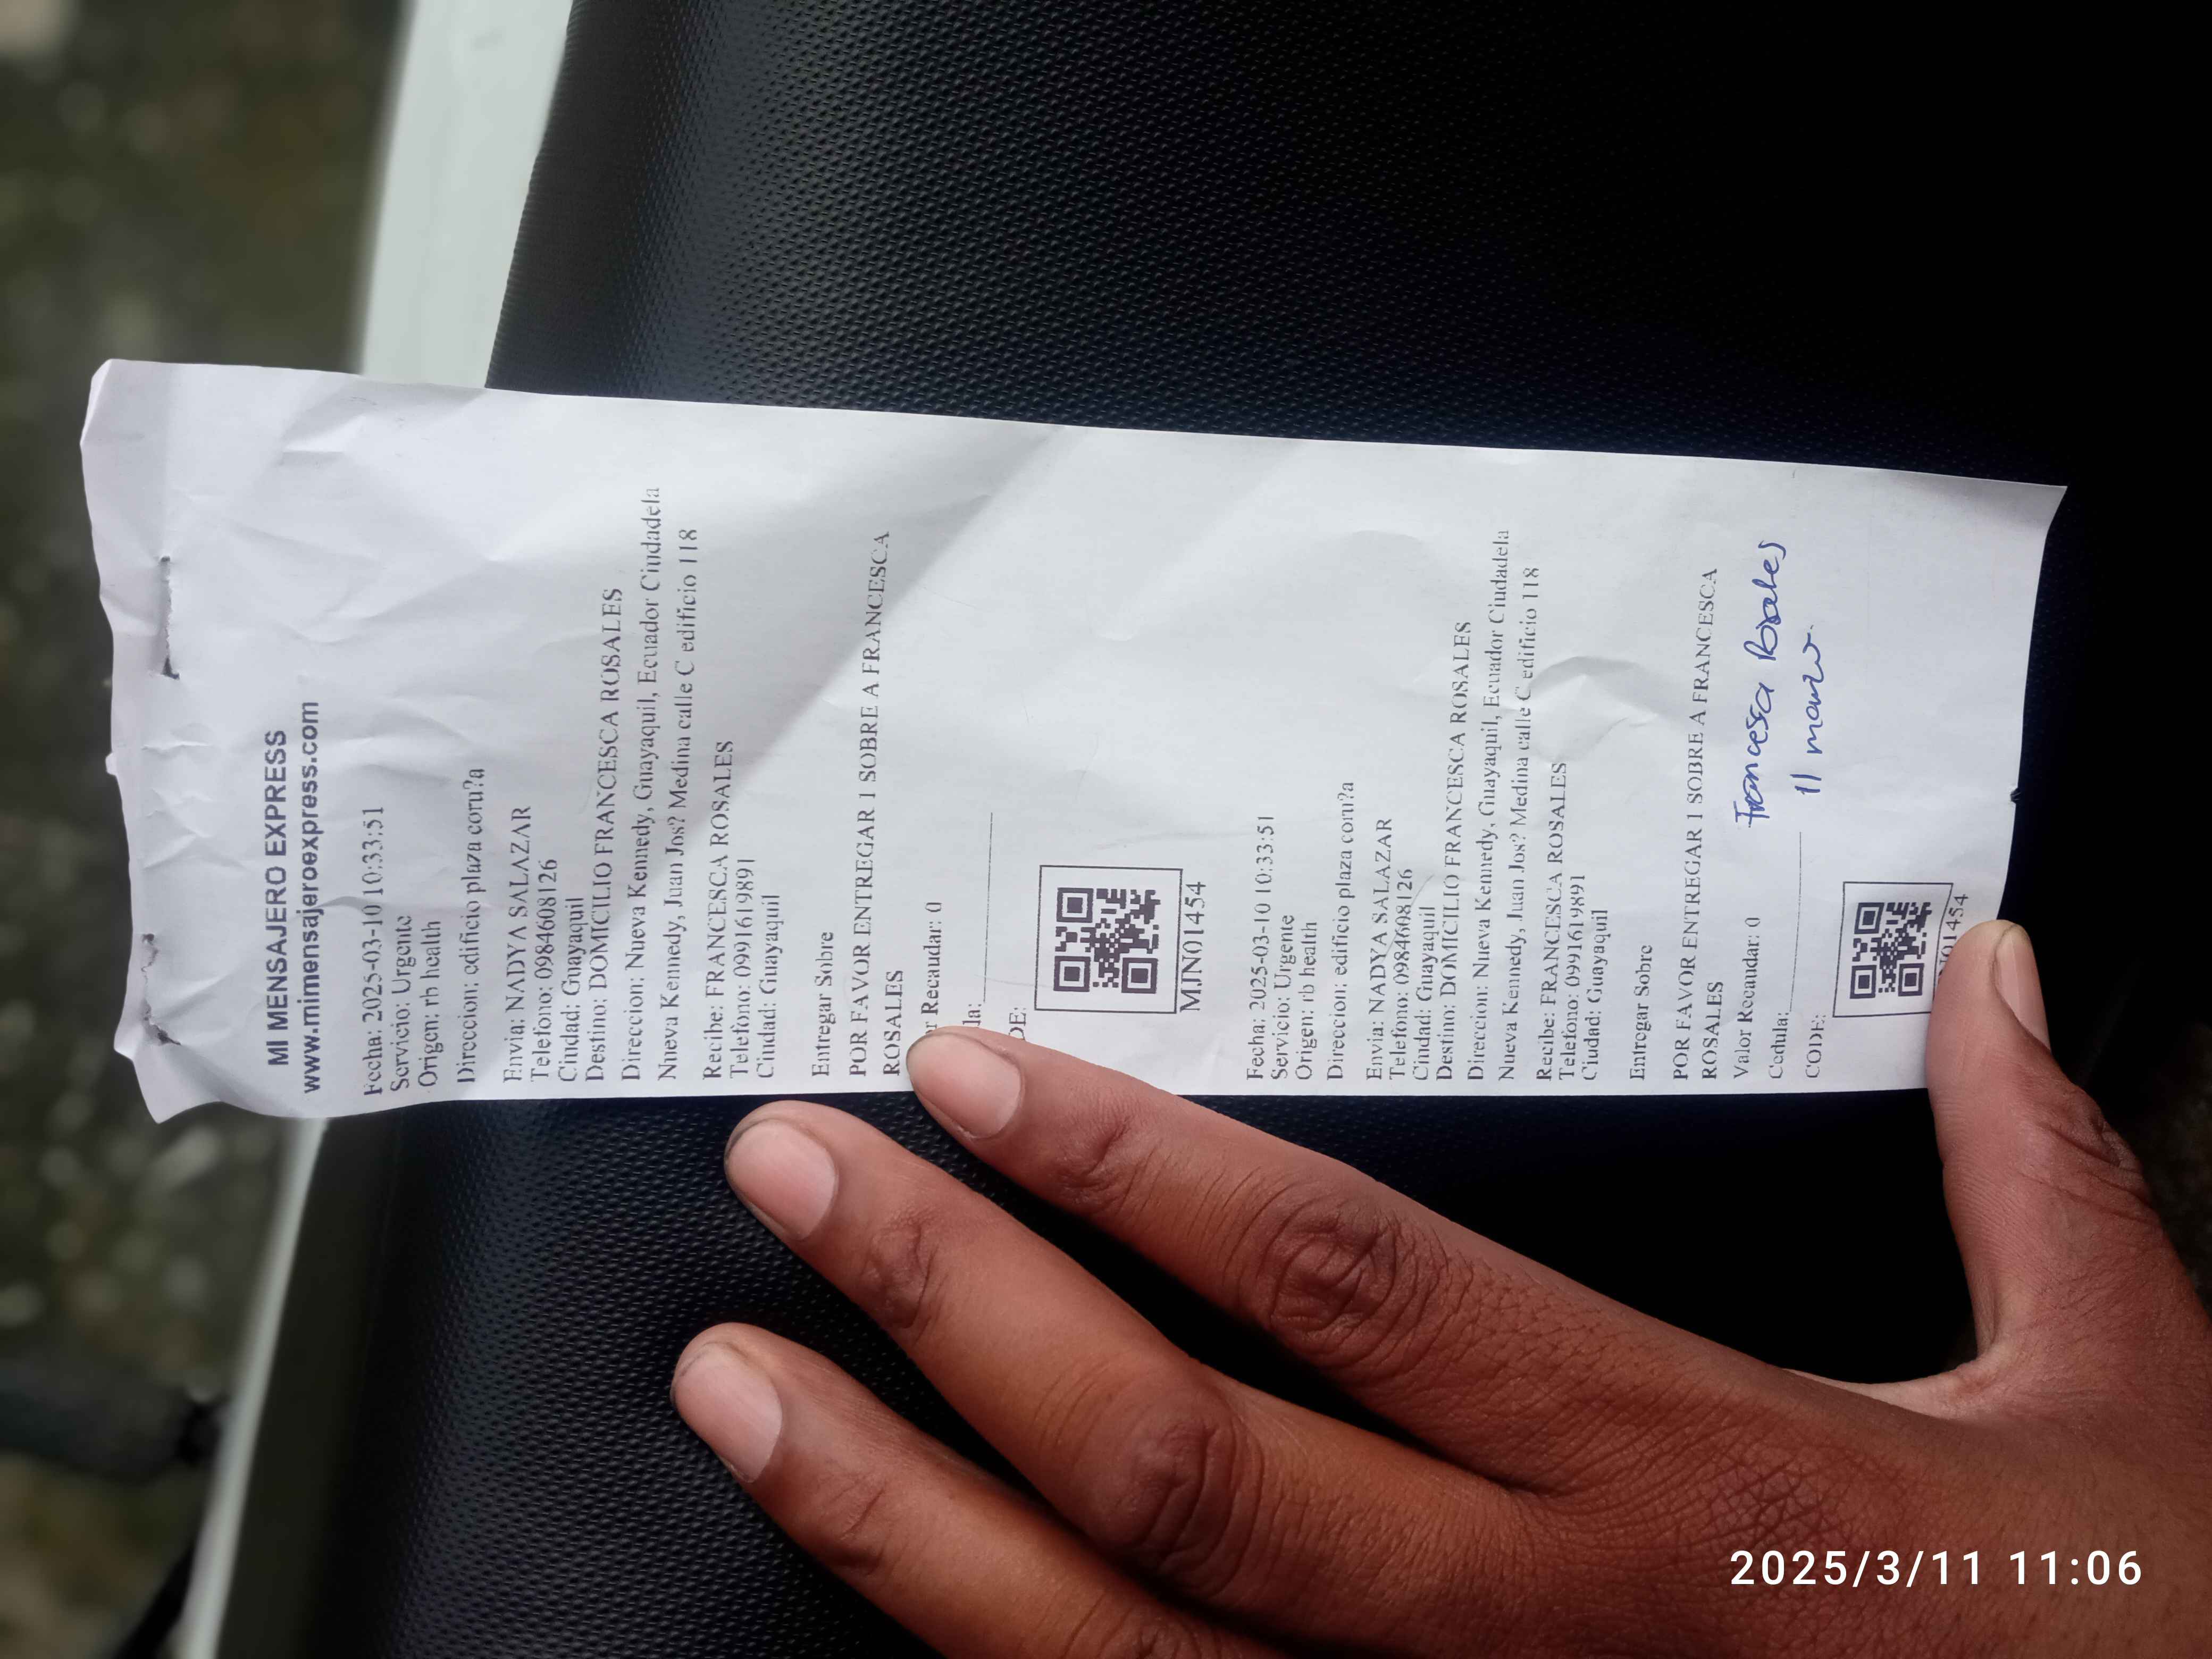 MI MENSAJERO EXPRESS
www.mimensajeroexpress.com
Fecha: 2025-03-10 10:33:51
Servicio: Urgente
Origen: rb health
Direccion: edificio plaza coru?a
Envia: NADYA SALAZAR
Telefono: 0984608126
Ciudad: Guayaquil
Destino: DOMICILIO FRANCESCA ROSALES
Direccion: Nueva Kennedy, Guayaquil, Ecuador Ciudadela
Nueva Kennedy, Juan Jos? Medina calle C edificio 118
Recibe: FRANCESCA ROSALES
Telefono: 0991619891
Ciudad: Guayaquil
Entregar Sobre
POR FAVOR ENTREGAR 1 SOBRE A FRANCESCA
ROSALES
r Recaudar: 0
la:
DE:
MJN01454
Fecha: 2025-03-10 10:33:51
Servicio: Urgente
Origen: rb health
Direccion: edificio plaza coru?a
Envia: NADYA SALAZAR
Telefono: 0984608126
Ciudad: Guayaquil
Destino: DOMICILIO FRANCESCA ROSALES
Direccion: Nueva Kennedy, Guayaquil, Ecuador Ciudadela
Nueva Kennedy, Juan Jos? Medina calle C edificio 118
Recibe: FRANCESCA ROSALES
Telefono: 0991619891
Ciudad: Guayaquil
Entregar Sobre
POR FAVOR ENTREGAR 1 SOBRE A FRANCESCA
ROSALES
Valor Recaudar: 0
Francesca Rosales
Cedula:
11 marzo.
CODE:
N01454
2025/3/11 11:06